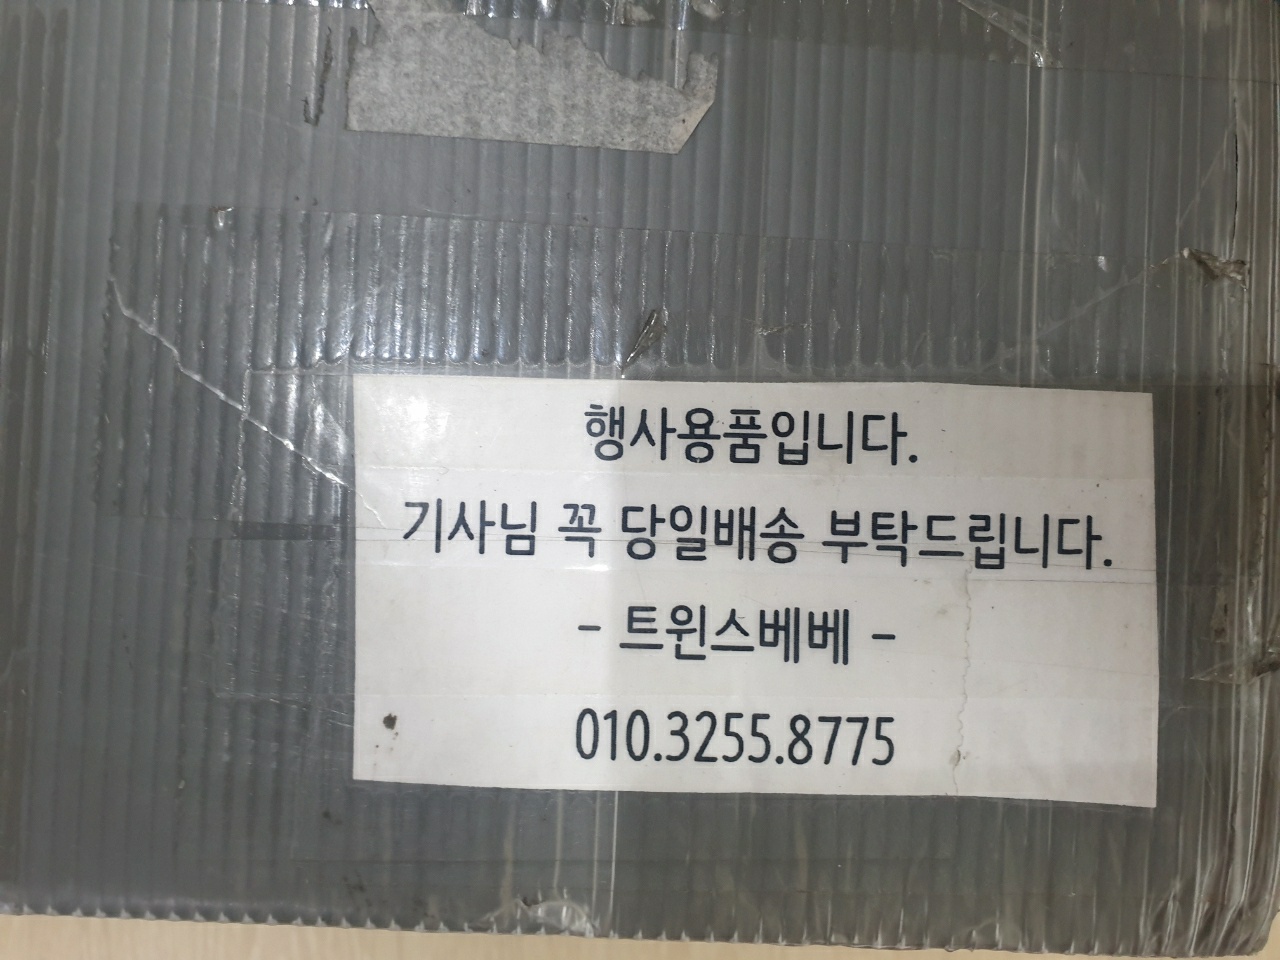 행사용품입니다.
기사님 꼭 당일배송 부탁드립니다.
- 트윈스베베 -
010.3255.8775